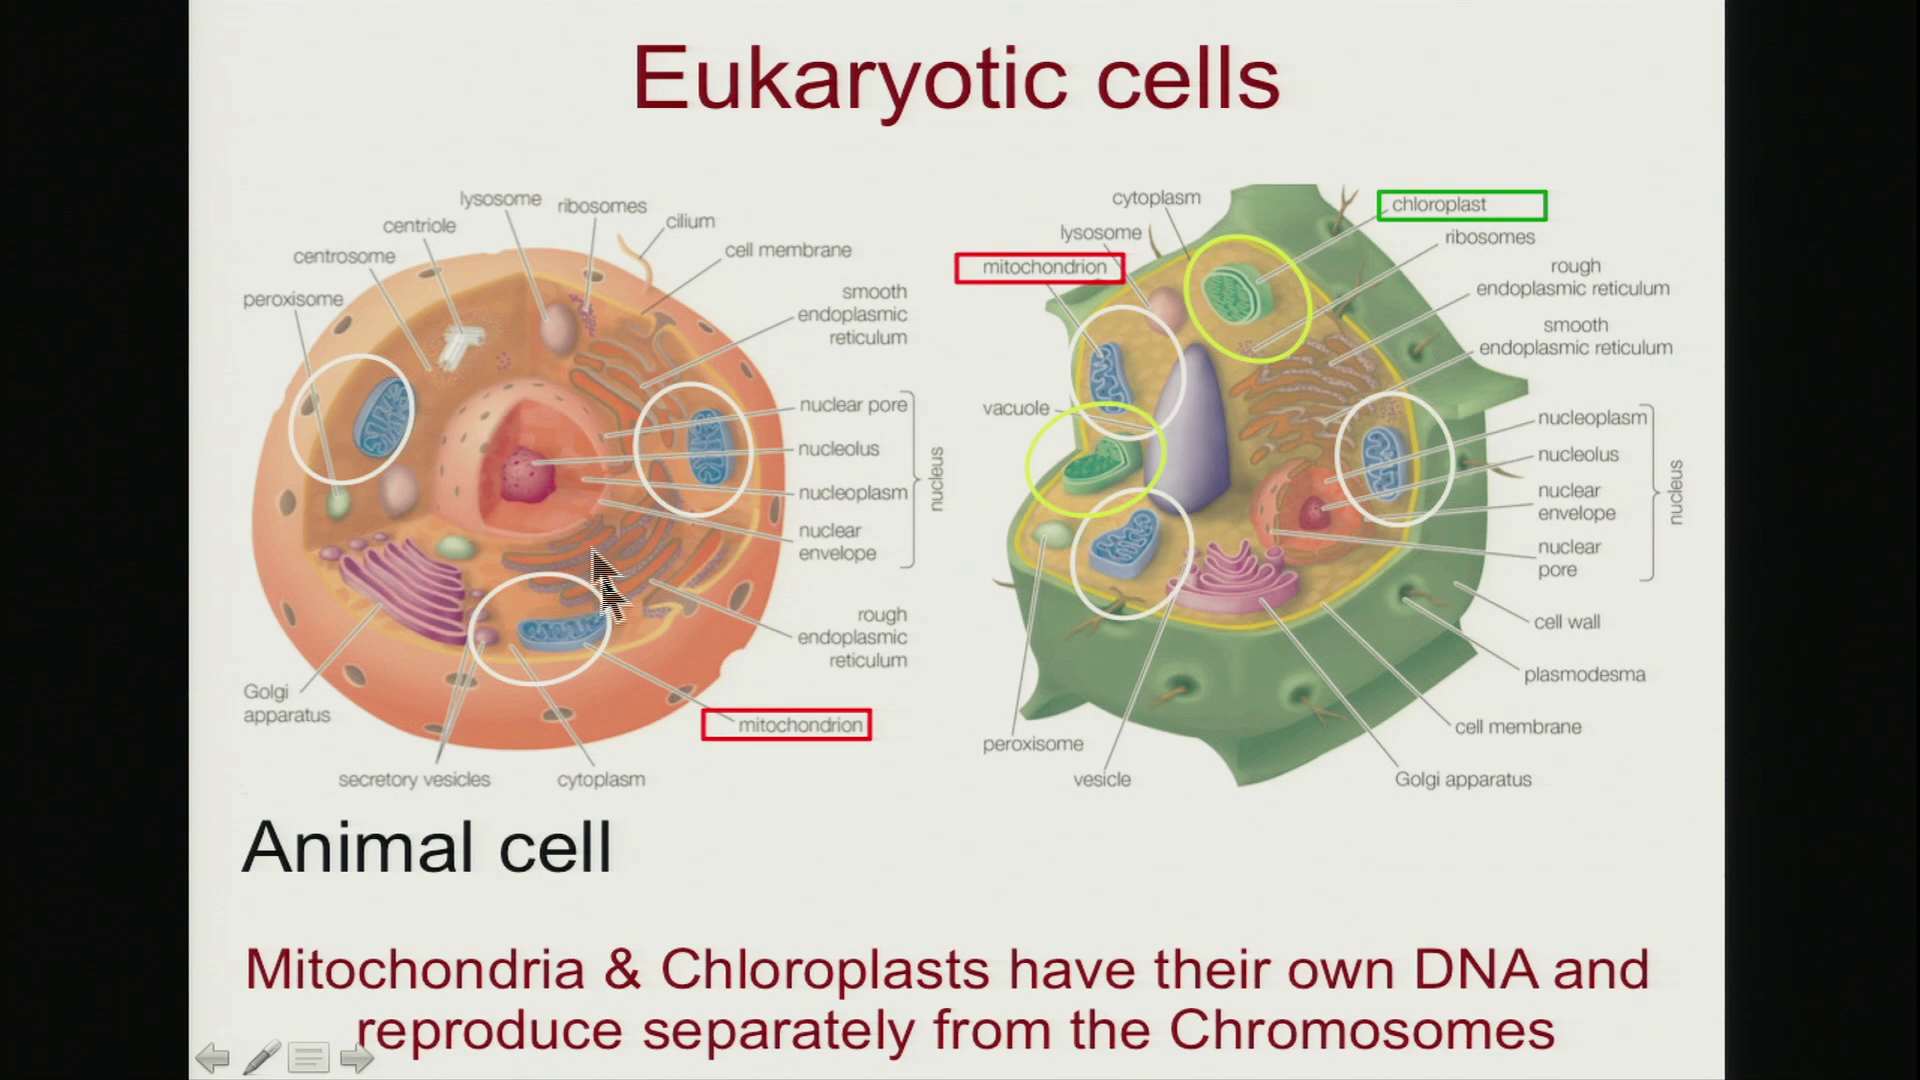 Eukaryotic cells
lysosome
ribosomes
centriole
cilium
centrosome
cell membrane
peroxisome
smooth
endoplasmic
reticulum
nuclear pore
nucleolus
nucleoplasm
nuclear
envelope
nucleus
rough
endoplasmic
reticulum
Golgi
apparatus
mitochondrion
secretory vesicles
cytoplasm
cytoplasm
chloroplast
lysosome
ribosomes
mitochondrion
rough
endoplasmic reticulum
smooth
endoplasmic reticulum
vacuole
nucleoplasm
nucleolus
nuclear
envelope
nuclear
pore
nucleus
cell wall
plasmodesma
cell membrane
peroxisome
vesicle
Golgi apparatus
Animal cell
Mitochondria & Chloroplasts have their own DNA and
reproduce separately from the Chromosomes